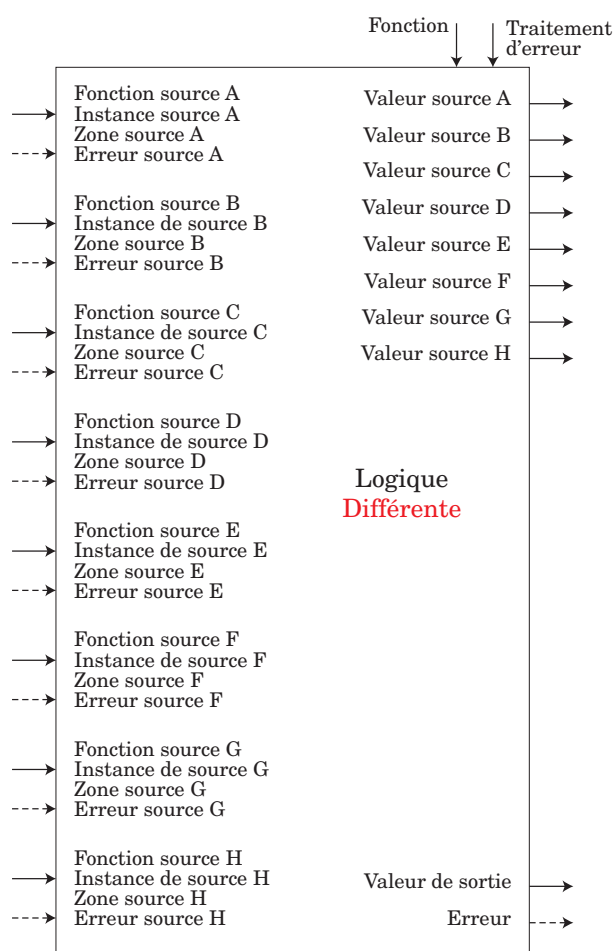 Fonction
Traitement
d'erreur
Fonction source A
Instance source A
Zone source A
Erreur source A
Fonction source B
Instance de source B
Zone source B
Erreur source B
Fonction source C
Instance de source C
Zone source C
Erreur source C
Fonction source D
Instance de source D
Zone source D
Erreur source D
Fonction source E
Instance de source E
Zone source E
Erreur source E
Fonction source F
Instance de source F
Zone source F
Erreur source F
Fonction source G
Instance de source G
Zone source G
Erreur source G
Fonction source H
Instance de source H
Zone source H
Erreur source H
Valeur source A
Valeur source B
Valeur source C
Valeur source D
Valeur source E
Valeur source F
Valeur source G
Valeur source H
Logique
Différente
Valeur de sortie
Erreur